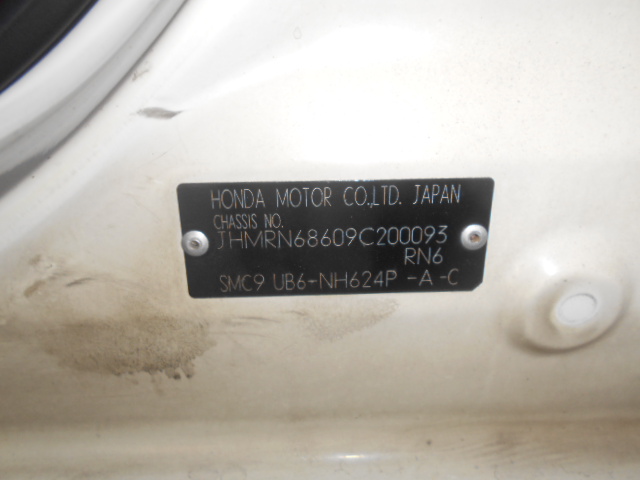 HONDA MOTOR CO.,LTD. JAPAN
CHASSIS NO.
JHMRN68609C200093
RN6
SMC9 UB6-NH624P -A -C